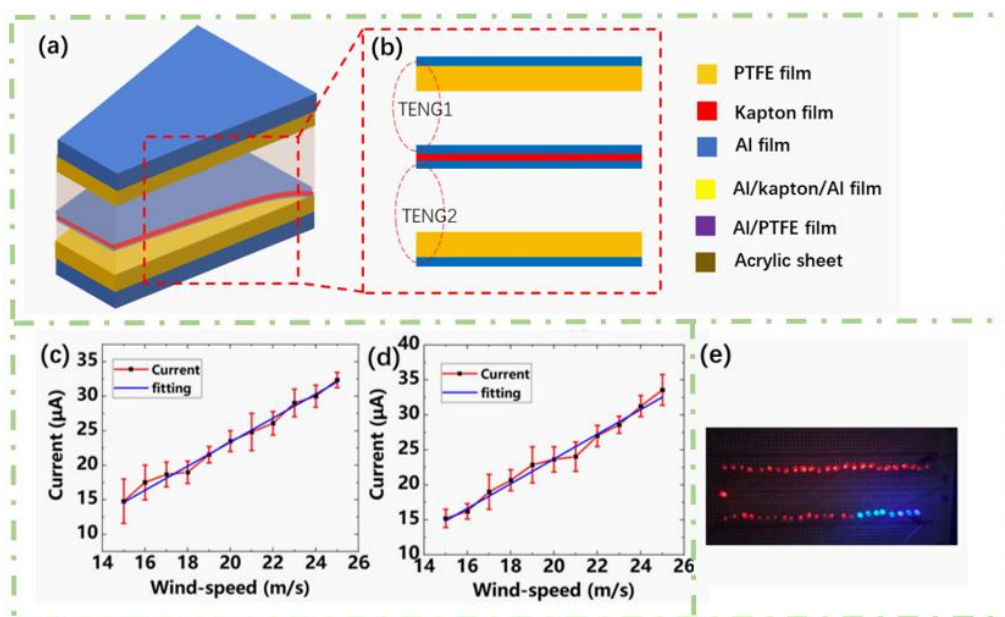 (a)
(b)
TENG1
TENG2
PTFE film
Kapton film
Al film
Al/kapton/Al film
Al/PTFE film
Acrylic sheet
(c)
Current (μA)
35
30
25
20
15
10
Current
fitting
14 16 18 20 22 24 26
Wind-speed (m/s)
(d)
Current (μA)
40
35
30
25
20
15
10
Current
fitting
14 16 18 20 22 24 26
Wind-speed (m/s)
(e)